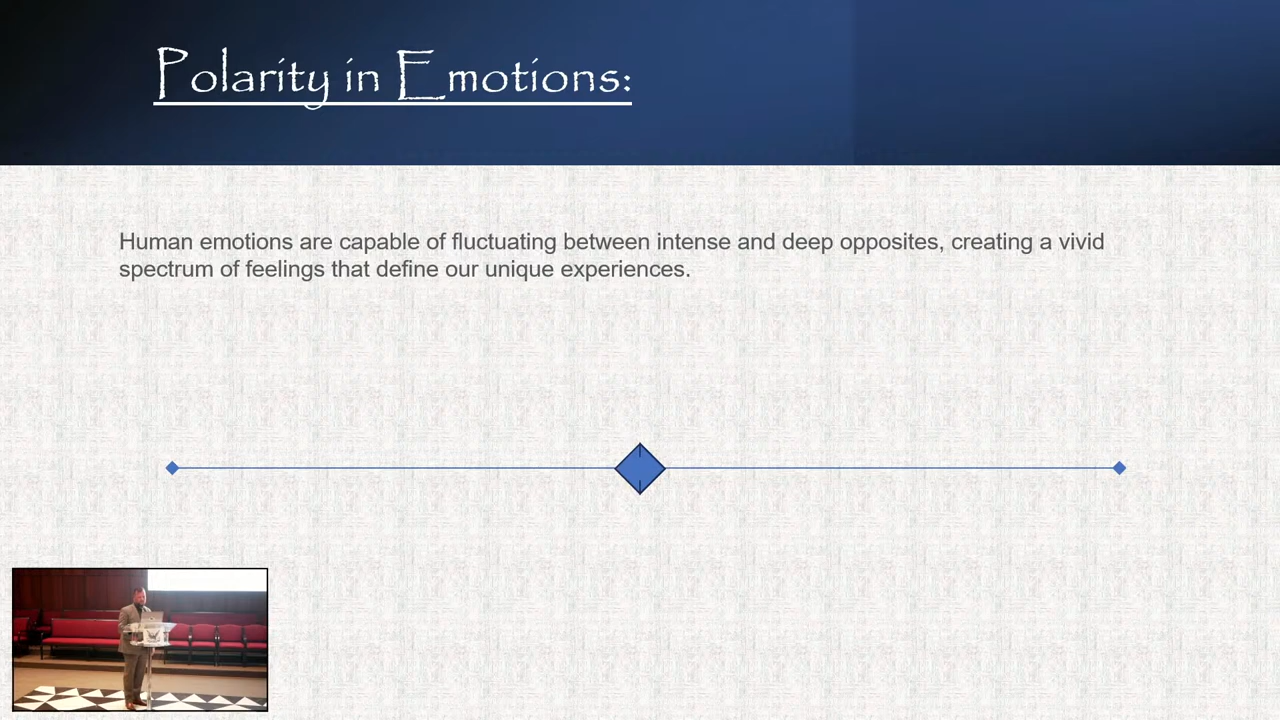 Polarity in Emotions:
Human emotions are capable of fluctuating between intense and deep opposites, creating a vivid
spectrum of feelings that define our unique experiences.